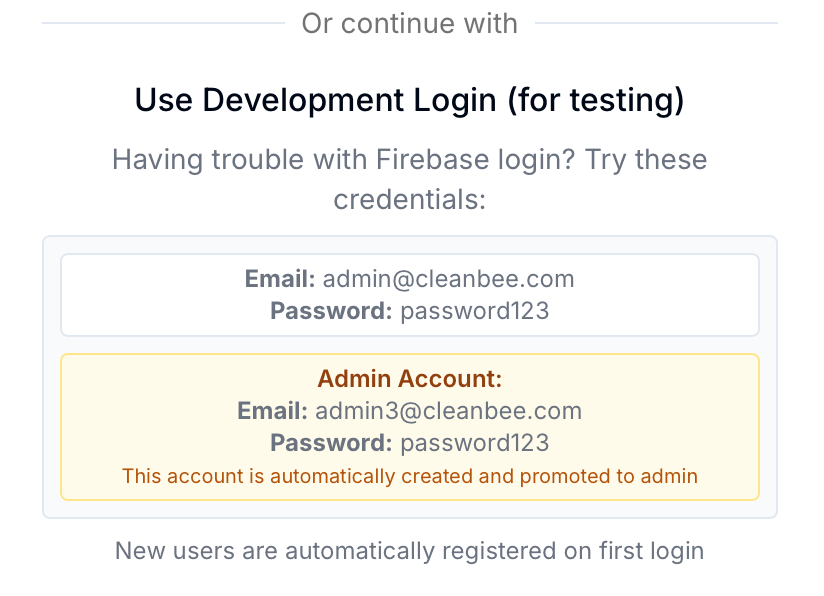 Or continue with
Use Development Login (for testing)
Having trouble with Firebase login? Try these
credentials:
Email: admin@cleanbee.com
Password: password123
Admin Account:
Email: admin3@cleanbee.com
Password: password123
This account is automatically created and promoted to admin
New users are automatically registered on first login